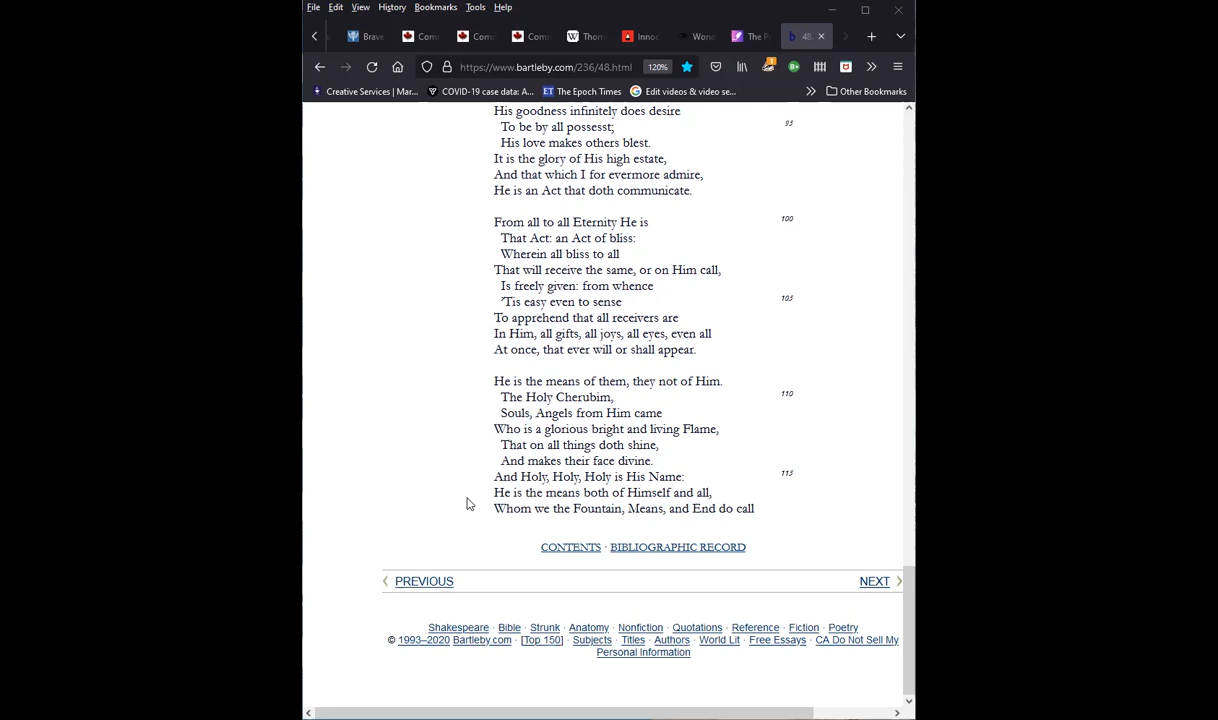 File Edit View History Bookmarks Tools Help
Brave Com Com Com Thom Innoc Wond The P 48.
https://www.bartleby.com/236/48.html 120%
Creative Services | Mar... COVID-19 case data: A... The Epoch Times Edit videos & video se... Other Bookmarks
His goodness infinitely does desire
To be by all possesst; 95
His love makes others blest.
It is the glory of His high estate,
And that which I for evermore admire,
He is an Act that doth communicate.
From all to all Eternity He is 100
That Act: an Act of bliss:
Wherein all bliss to all
That will receive the same, or on Him call,
Is freely given: from whence
’Tis easy even to sense 105
To apprehend that all receivers are
In Him, all gifts, all joys, all eyes, even all
At once, that ever will or shall appear.
He is the means of them, they not of Him.
The Holy Cherubim, 110
Souls, Angels from Him came
Who is a glorious bright and living Flame,
That on all things doth shine,
And makes their face divine.
And Holy, Holy, Holy is His Name: 115
He is the means both of Himself and all,
Whom we the Fountain, Means, and End do call
CONTENTS · BIBLIOGRAPHIC RECORD
PREVIOUS NEXT
Shakespeare · Bible · Strunk · Anatomy · Nonfiction · Quotations · Reference · Fiction · Poetry
© 1993–2020 Bartleby.com · [Top 150] · Subjects · Titles · Authors · World Lit · Free Essays · CA Do Not Sell My
Personal Information